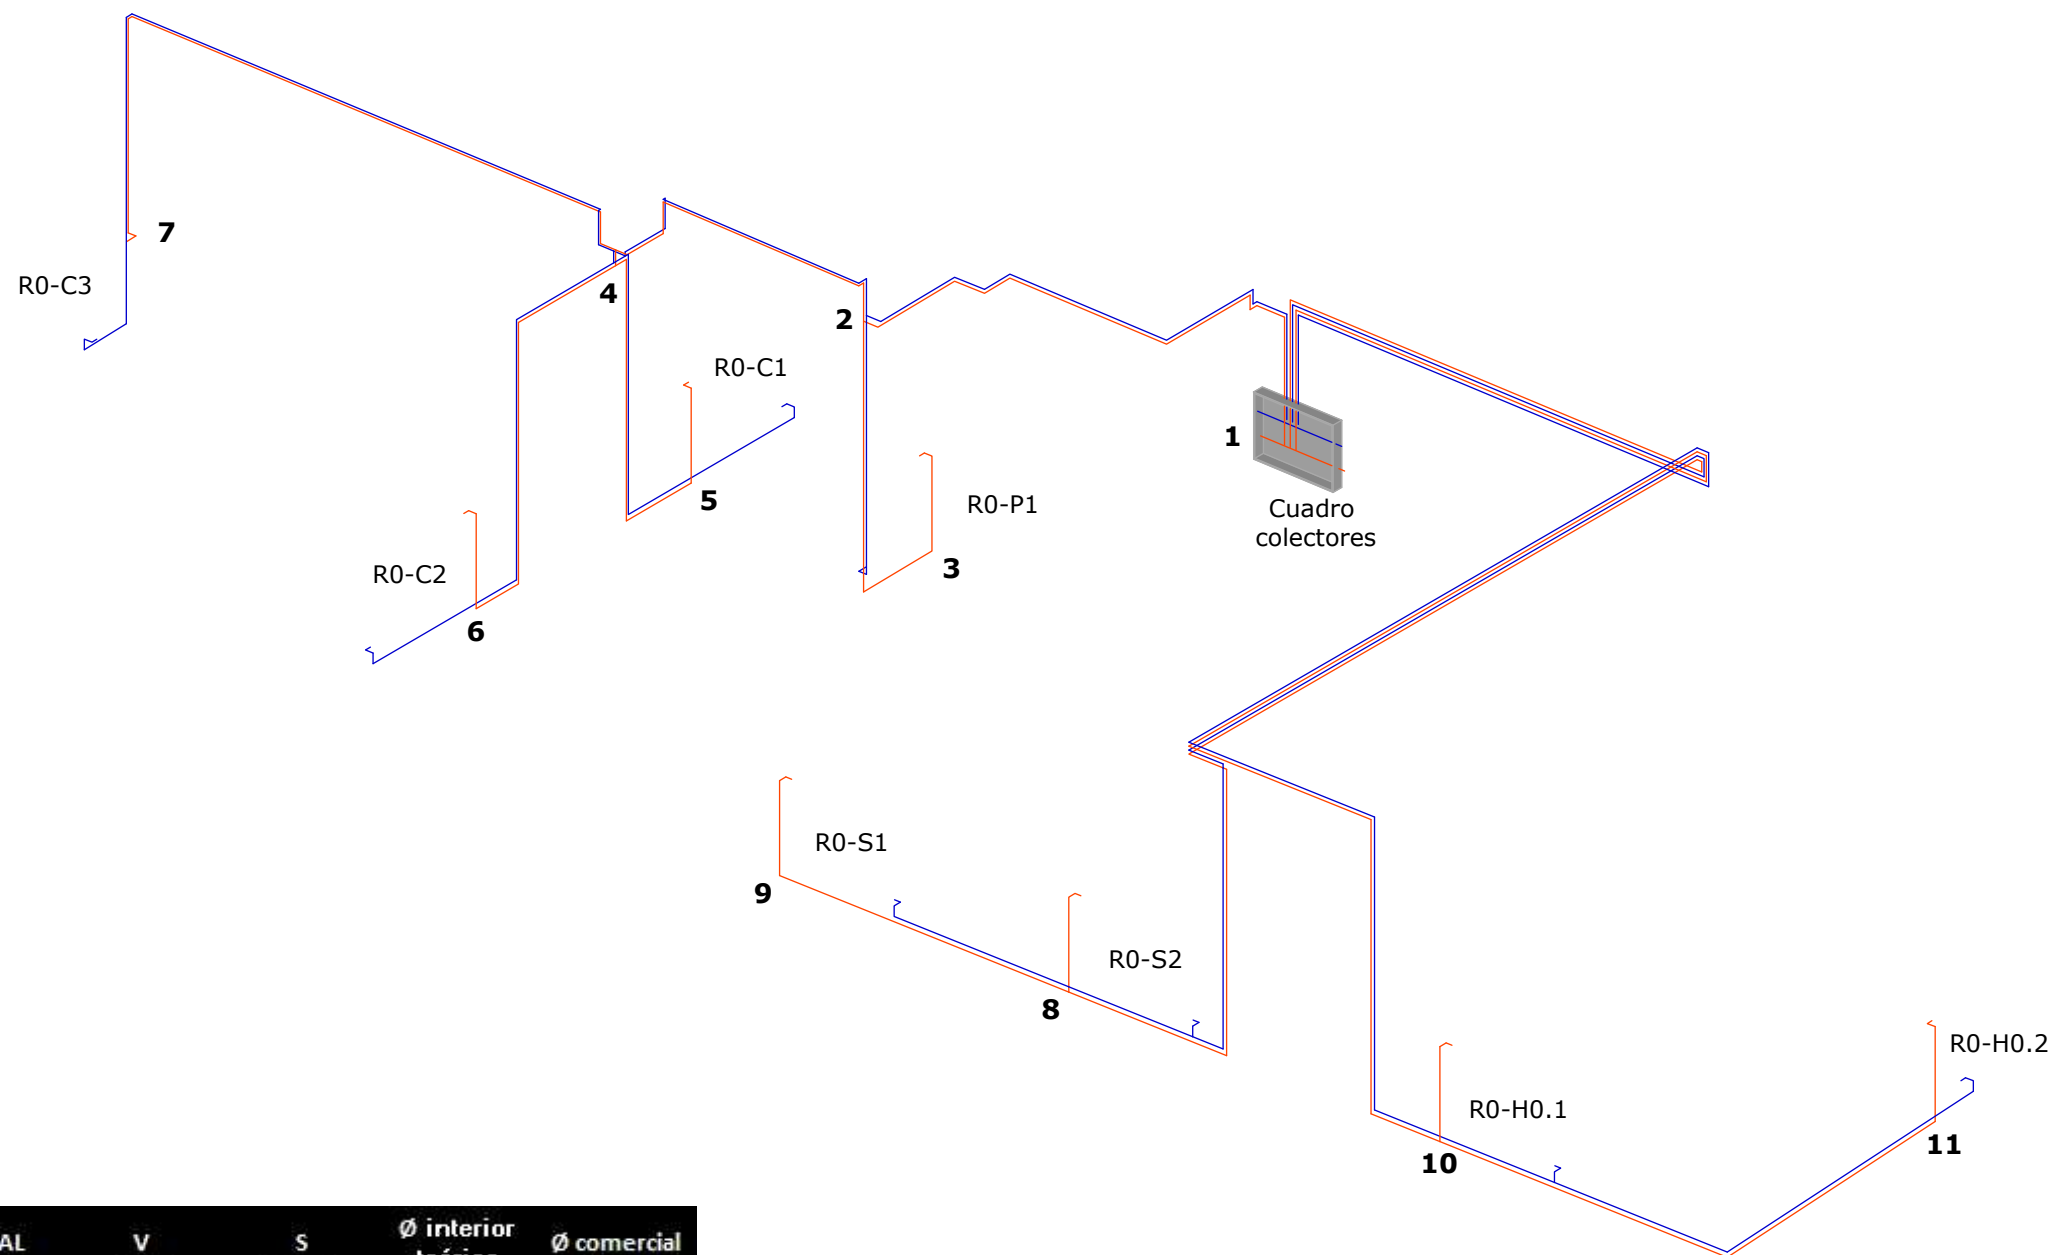 7
R0-C3
4
2
R0-C1
1
R0-P1
Cuadro
colectores
5
3
R0-C2
6
R0-S1
9
R0-S2
8
R0-H0.2
R0-H0.1
11
10
AL V S Ø interior Ø comercial